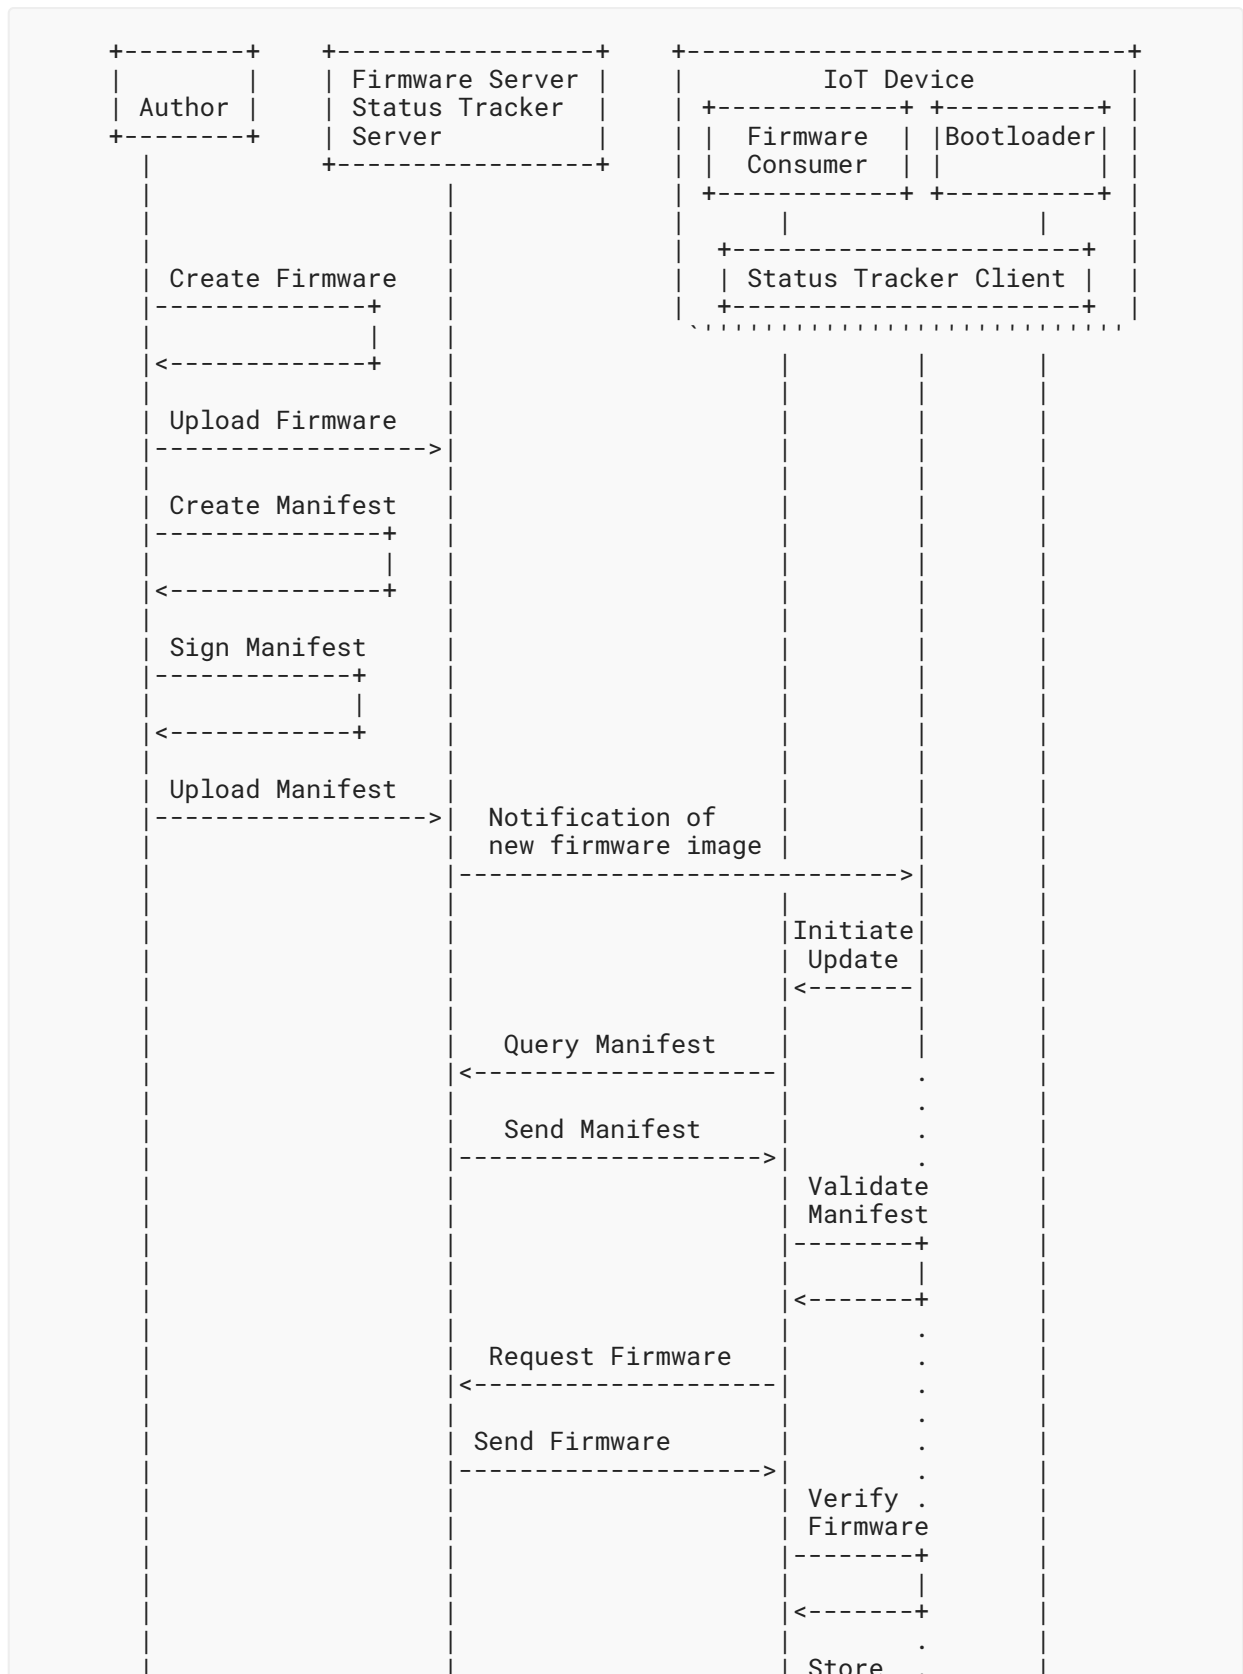 Author
Firmware Server
Status Tracker
Server
IoT Device
Firmware
Consumer
Bootloader
Status Tracker Client
Create Firmware
Upload Firmware
Create Manifest
Sign Manifest
Upload Manifest
Notification of
new firmware image
Initiate
Update
Query Manifest
Send Manifest
Validate
Manifest
Request Firmware
Send Firmware
Verify
Firmware
Store